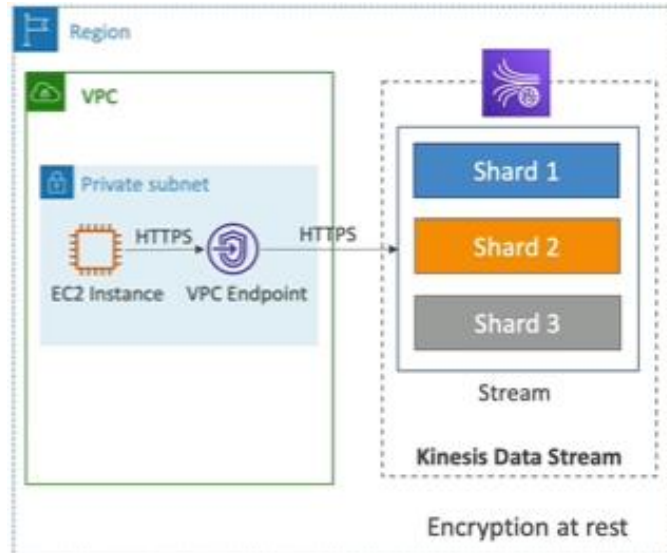 Region
VPC
Private subnet
HTTPS
HTTPS
EC2 Instance
VPC Endpoint
Shard 1
Shard 2
Shard 3
Stream
Kinesis Data Stream
Encryption at rest